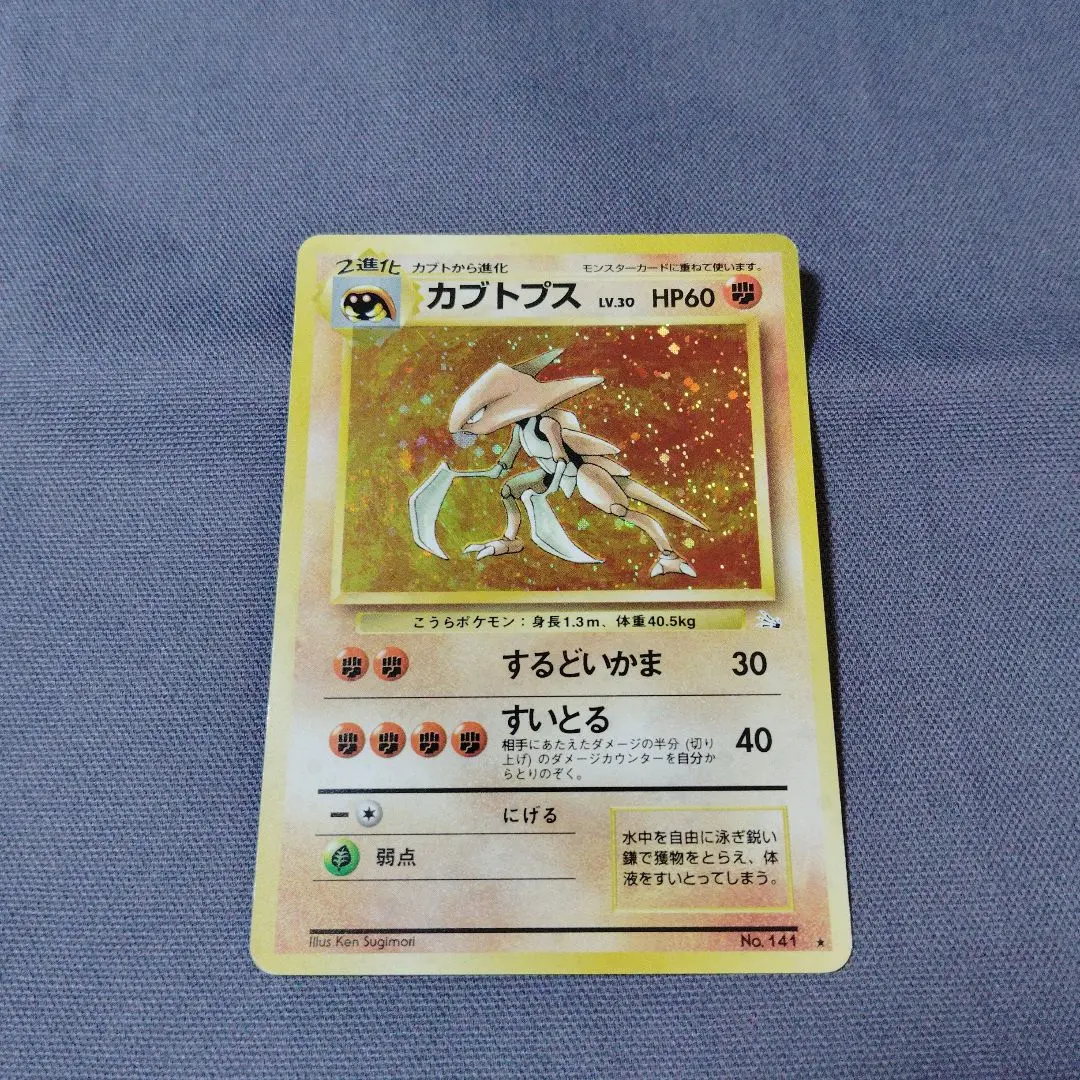 2進化 カブトから進化 モンスターカードに重ねて使います。
カブトプス LV.30 HP60
こうらポケモン：身長1.3m、体重40.5kg
するどいかま 30
すいとる 40
相手にあたえたダメージの半分 (切り
上げ) のダメージカウンターを自分か
らとりのぞく。
にげる
弱点
水中を自由に泳ぎ鋭い
鎌で獲物をとらえ、体
液をすいとってしまう。
Illus Ken Sugimori No. 141 ★